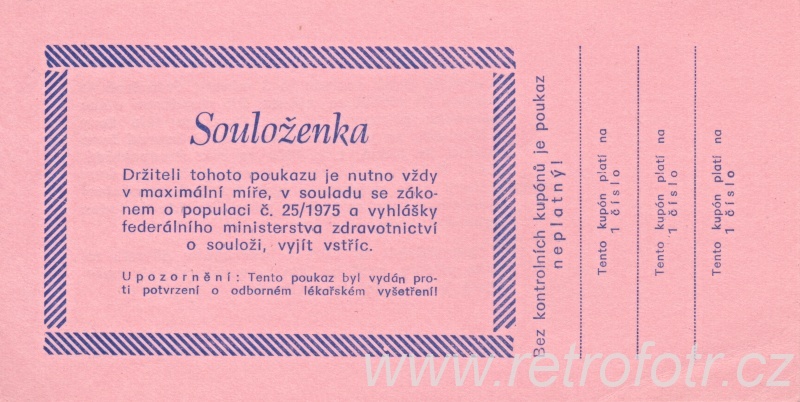 Souloženka
Držiteli tohoto poukazu je nutno vždy
v maximální míře, v souladu se záko-
nem o populaci č. 25/1975 a vyhlášky
federálního ministerstva zdravotnictví
o souloži, vyjít vstříc.
Upozornění: Tento poukaz byl vydán pro-
ti potvrzení o odborném lékařském vyšetření!
Bez kontrolních kupónů je poukaz
neplatný!
Tento kupón platí na
1 číslo
Tento kupón platí na
1 číslo
Tento kupón platí na
1 číslo
www.retrofotr.cz